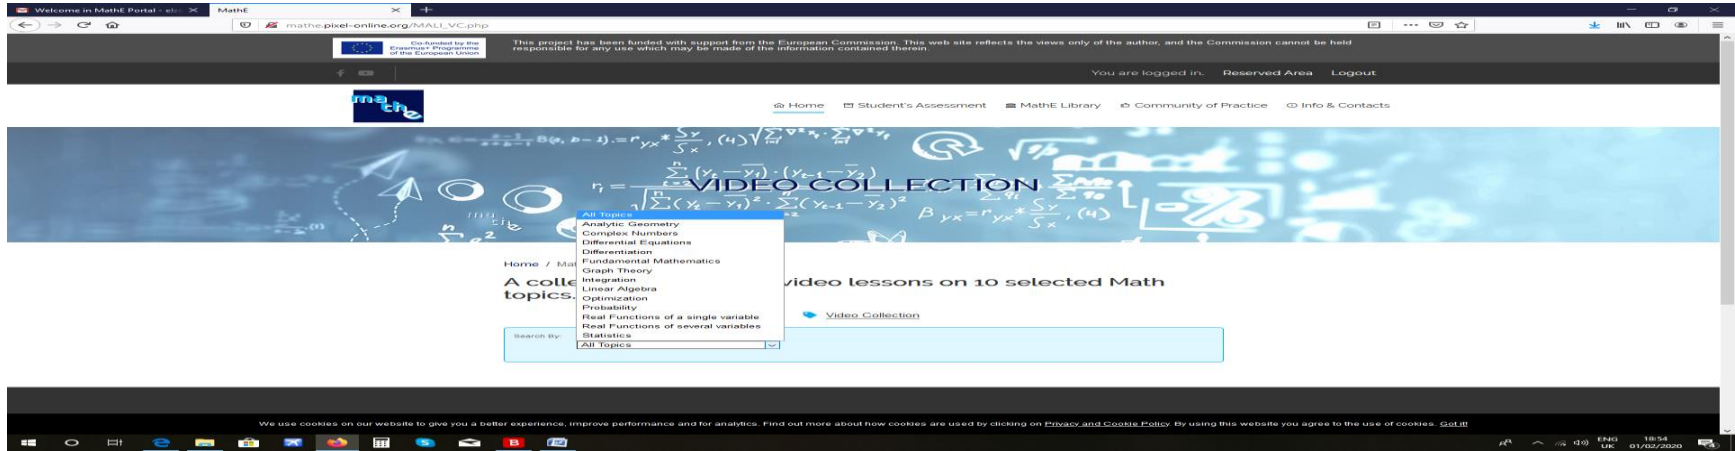 Welcome in MathE Portal - els
MathE
mathe.pixel-online.org/MALI_VC.php
Co-funded by the
Erasmus+ Programme
of the European Union
This project has been funded with support from the European Commission. This web site reflects the views only of the author, and the Commission cannot be held
responsible for any use which may be made of the information contained therein.
You are logged in. Reserved Area Logout
mathe
Home Student's Assessment MathE Library Community of Practice Info & Contacts
VIDEO COLLECTION
All Topics
Analytic Geometry
Complex Numbers
Differential Equations
Differentiation
Fundamental Mathematics
Graph Theory
Integration
Linear Algebra
Optimization
Probability
Real Functions of a single variable
Real Functions of several variables
Statistics
Home / Mat
A colle video lessons on 10 selected Math
topics.
Video Collection
Search By:
All Topics
We use cookies on our website to give you a better experience, improve performance and for analytics. Find out more about how cookies are used by clicking on Privacy and Cookie Policy. By using this website you agree to the use of cookies. Got it!
ENG
UK
18:54
01/02/2020